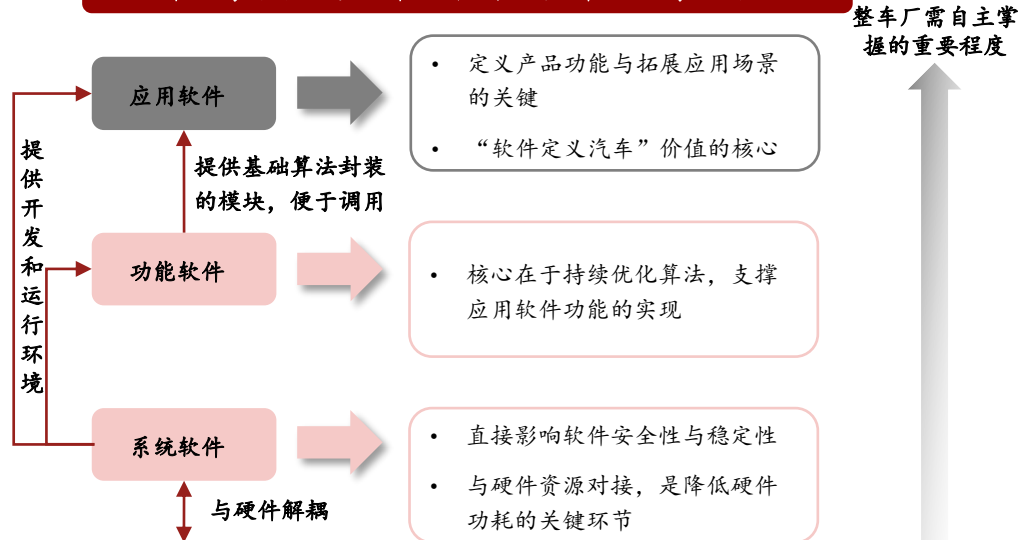 整车厂需自主掌
握的重要程度
应用软件
• 定义产品功能与拓展应用场景
的关键
• “软件定义汽车”价值的核心
提供开发和运行环境
提供基础算法封装
的模块，便于调用
功能软件
• 核心在于持续优化算法，支撑
应用软件功能的实现
系统软件
• 直接影响软件安全性与稳定性
• 与硬件资源对接，是降低硬件
功耗的关键环节
与硬件解耦